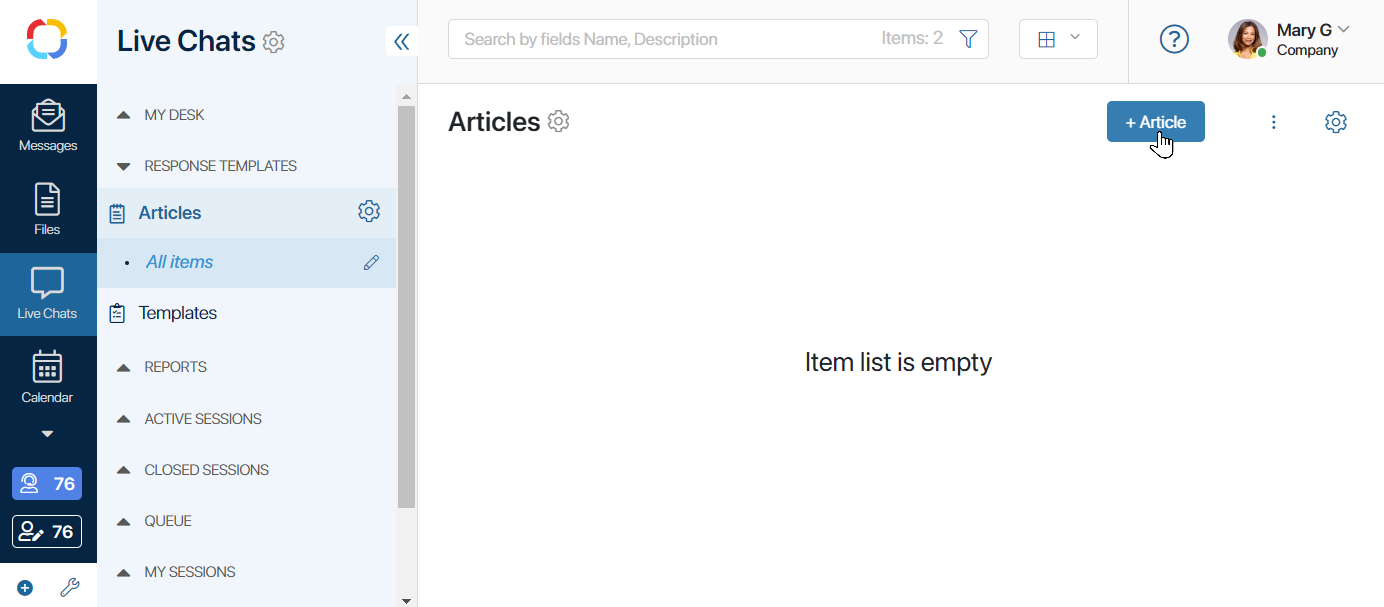 Live Chats
Search by fields Name, Description
Items: 2
?
Mary G
Company
Messages
Files
Live Chats
Calendar
76
76
MY DESK
RESPONSE TEMPLATES
Articles
All items
Templates
REPORTS
ACTIVE SESSIONS
CLOSED SESSIONS
QUEUE
MY SESSIONS
Articles
+ Article
Item list is empty